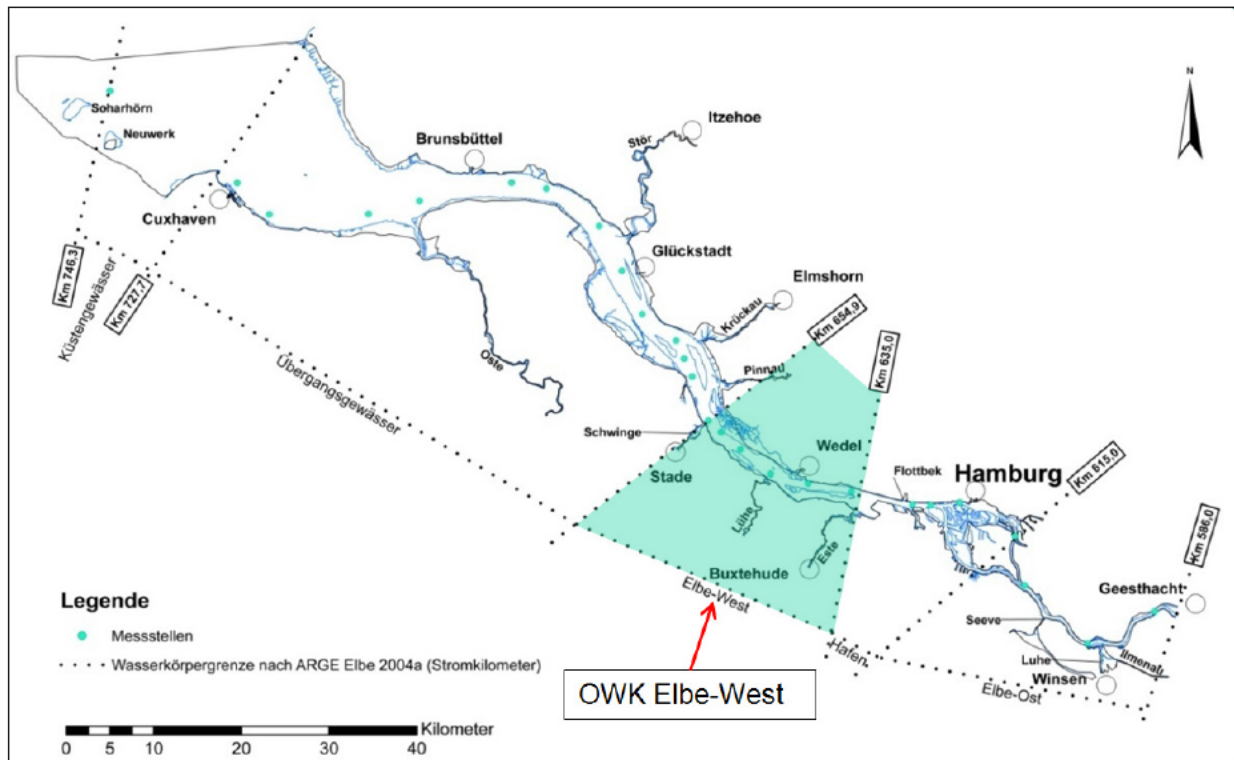 N
Soharhörn
Neuwerk
Itzehoe
Brunsbüttel
Stör
Cuxhaven
Glückstadt
Elmshorn
Krückau
Km 746,3
Km 727,7
Küstengewässer
Km 654,9
Km 635,0
Oste
Pinnau
Übergangsgewässer
Schwinge
Stade
Wedel
Flottbek
Hamburg
Km 615,0
Lühe
Este
Buxtehude
Km 586,0
Geesthacht
Elbe-West
Seeve
Hafen
Luhe
Ilmenau
Winsen
Elbe-Ost
OWK Elbe-West
Legende
Messstellen
Wasserkörpergrenze nach ARGE Elbe 2004a (Stromkilometer)
Kilometer
0 5 10 20 30 40